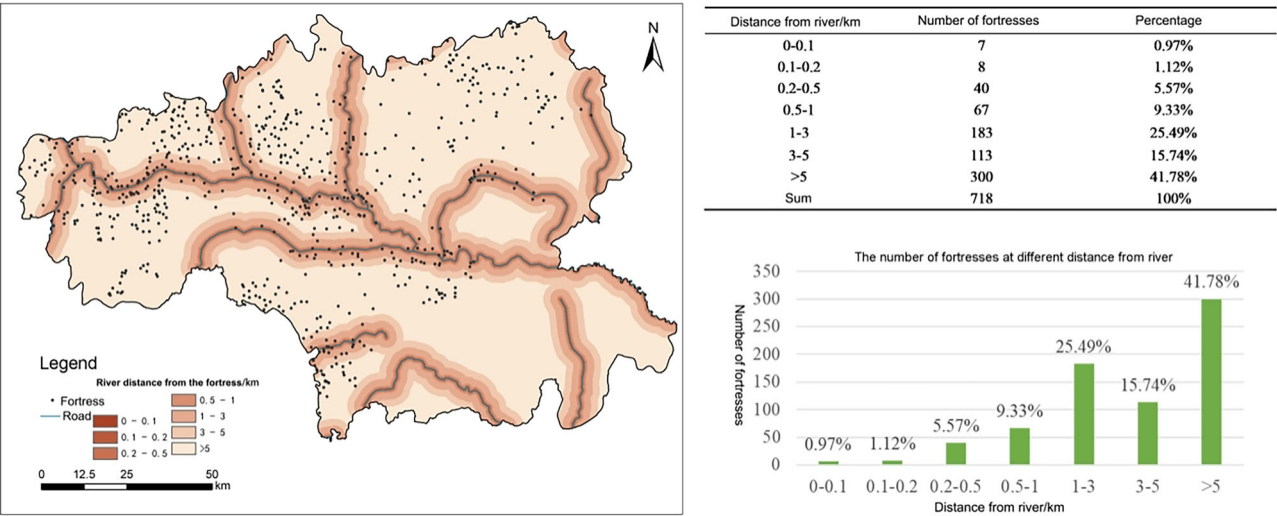 N
Legend
River distance from the fortress/km
Fortress
Road
0 - 0.1
0.1 - 0.2
0.2 - 0.5
0.5 - 1
1 - 3
3 - 5
>5
0 12.5 25 50
km
Distance from river/km Number of fortresses Percentage
0-0.1 7 0.97%
0.1-0.2 8 1.12%
0.2-0.5 40 5.57%
0.5-1 67 9.33%
1-3 183 25.49%
3-5 113 15.74%
>5 300 41.78%
Sum 718 100%
The number of fortresses at different distance from river
Number of fortresses
350
300
250
200
150
100
50
0
0.97% 1.12% 5.57% 9.33% 25.49% 15.74% 41.78%
0-0.1 0.1-0.2 0.2-0.5 0.5-1 1-3 3-5 >5
Distance from river/km